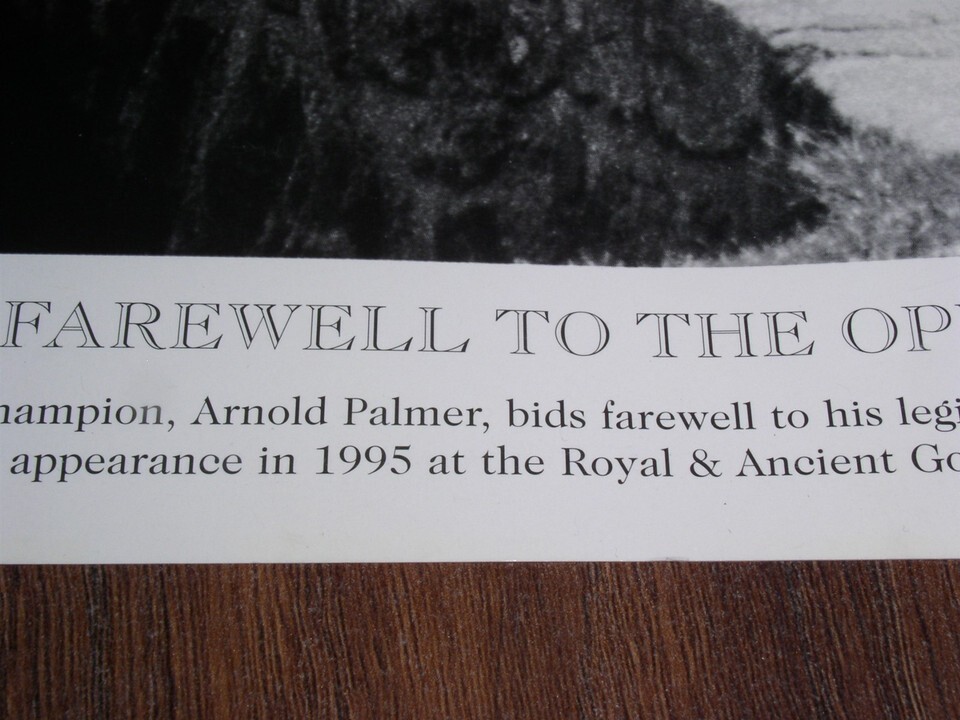 FAREWELL TO THE OP
hampion, Arnold Palmer, bids farewell to his legi
appearance in 1995 at the Royal & Ancient Go